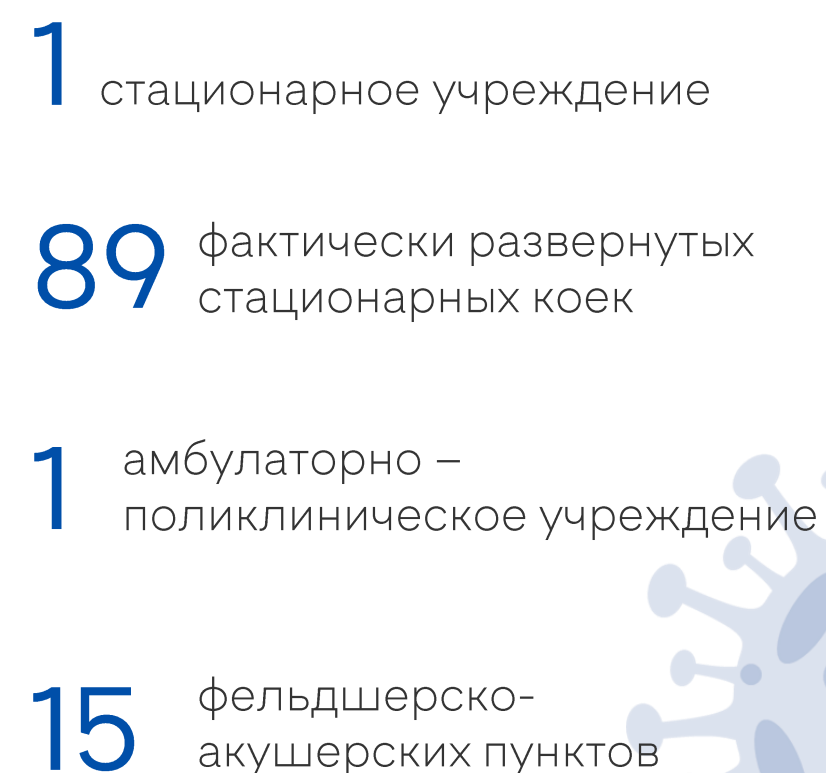 1 стационарное учреждение
89 фактически развернутых
стационарных коек
1 амбулаторно –
поликлиническое учреждение
15 фельдшерско-
акушерских пунктов